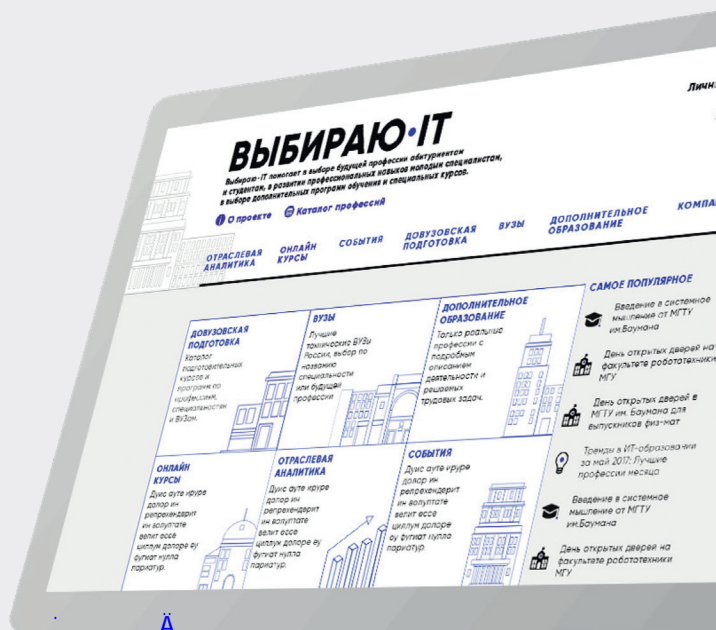 Личн
ВЫБИРАЮ·IT
Выбираю·IT помогает в выборе будущей профессии абитуриентам
и студентам, в развитии профессиональных навыков молодым специалистам,
в выборе дополнительных программ обучения и специальных курсов.
О проекте Каталог профессий
ОТРАСЛЕВАЯ
АНАЛИТИКА
ОНЛАЙН
КУРСЫ
СОБЫТИЯ
ДОВУЗОВСКАЯ
ПОДГОТОВКА
ВУЗЫ
ДОПОЛНИТЕЛЬНОЕ
ОБРАЗОВАНИЕ
КОМПА
ДОВУЗОВСКАЯ
ПОДГОТОВКА
Каталог
подготовительных
курсов и
программ по
профессиям,
специальностям
и ВУЗам.
ВУЗЫ
Лучшие
технические ВУЗы
России, выбор по
названию
специальности
или будущей
профессии
ДОПОЛНИТЕЛЬНОЕ
ОБРАЗОВАНИЕ
Только реальные
профессии с
подробным
описанием
деятельности и
решаемых
трудовых задач.
ОНЛАЙН
КУРСЫ
Дуис ауте ируре
долор ин
репрехендерит
ин волуптате
велит ессе
циллум долоре еу
фугиат нулла
париатур.
ОТРАСЛЕВАЯ
АНАЛИТИКА
Дуис ауте ируре
долор ин
репрехендерит
ин волуптате
велит ессе
циллум долоре еу
фугиат нулла
париатур.
СОБЫТИЯ
Дуис ауте ируре
долор ин
репрехендерит
ин волуптате
велит ессе
циллум долоре
еу фугиат нулла
париатур.
САМОЕ ПОПУЛЯРНОЕ
Введение в системное
мышление от МГТУ
им.Баумана
День открытых дверей на
факультете робототехники
МГУ
День открытых дверей в
МГТУ им. Баумана для
выпускников физ-мат
Тренды в ИТ-образовании
за май 2017: Лучшие
профессии месяца
Введение в системное
мышление от МГТУ
им.Баумана
День открытых дверей на
факультете робототехники
МГУ
Ä